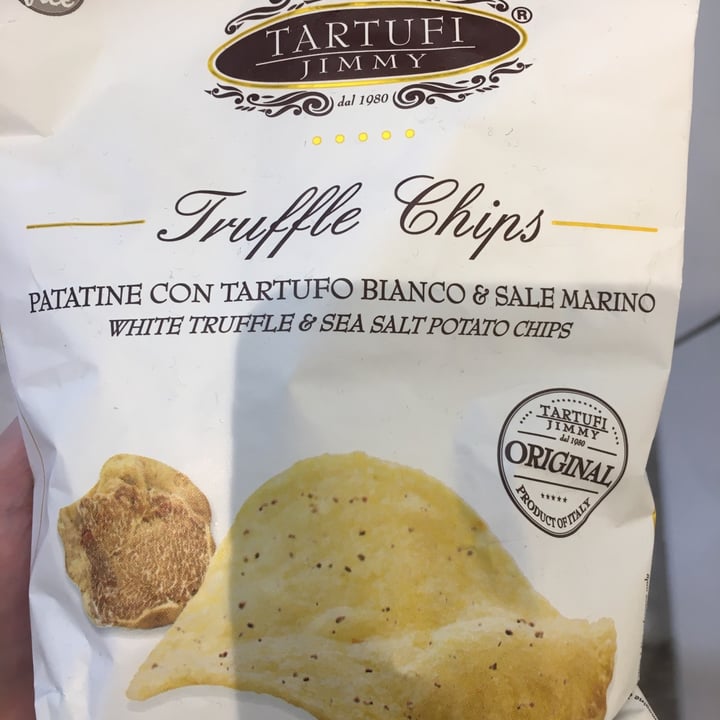 TARTUFI
JIMMY
®
dal 1980
Truffle Chips
PATATINE CON TARTUFO BIANCO & SALE MARINO
WHITE TRUFFLE & SEA SALT POTATO CHIPS
TARTUFI
JIMMY
dal 1980
ORIGINAL
PRODUCT OF ITALY